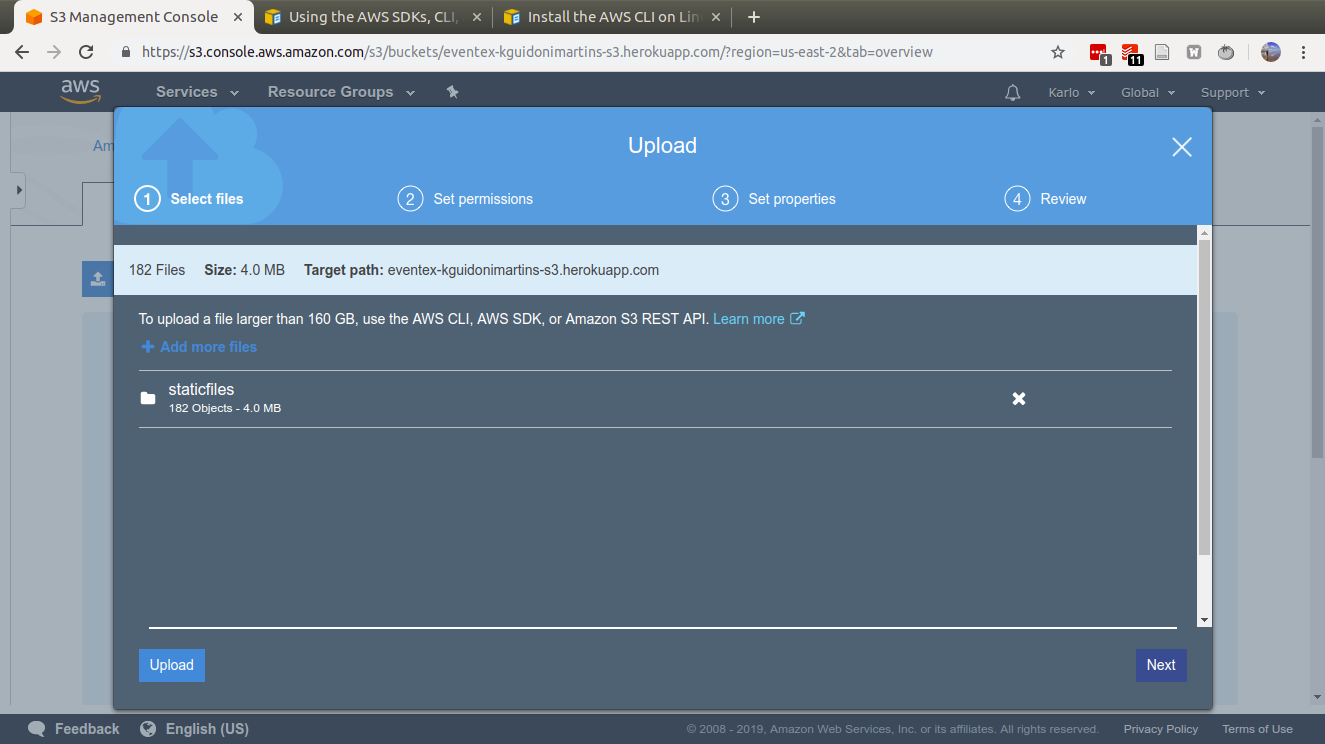 S3 Management Console
Using the AWS SDKs, CLI,
Install the AWS CLI on Lin
https://s3.console.aws.amazon.com/s3/buckets/eventex-kguidonimartins-s3.herokuapp.com/?region=us-east-2&tab=overview
1
11
W
aws
Services
Resource Groups
Karlo
Global
Support
Am
Upload
1 Select files
2 Set permissions
3 Set properties
4 Review
182 Files Size: 4.0 MB Target path: eventex-kguidonimartins-s3.herokuapp.com
To upload a file larger than 160 GB, use the AWS CLI, AWS SDK, or Amazon S3 REST API. Learn more
Add more files
staticfiles
182 Objects - 4.0 MB
Upload
Next
Feedback
English (US)
© 2008 - 2019, Amazon Web Services, Inc. or its affiliates. All rights reserved.
Privacy Policy
Terms of Use